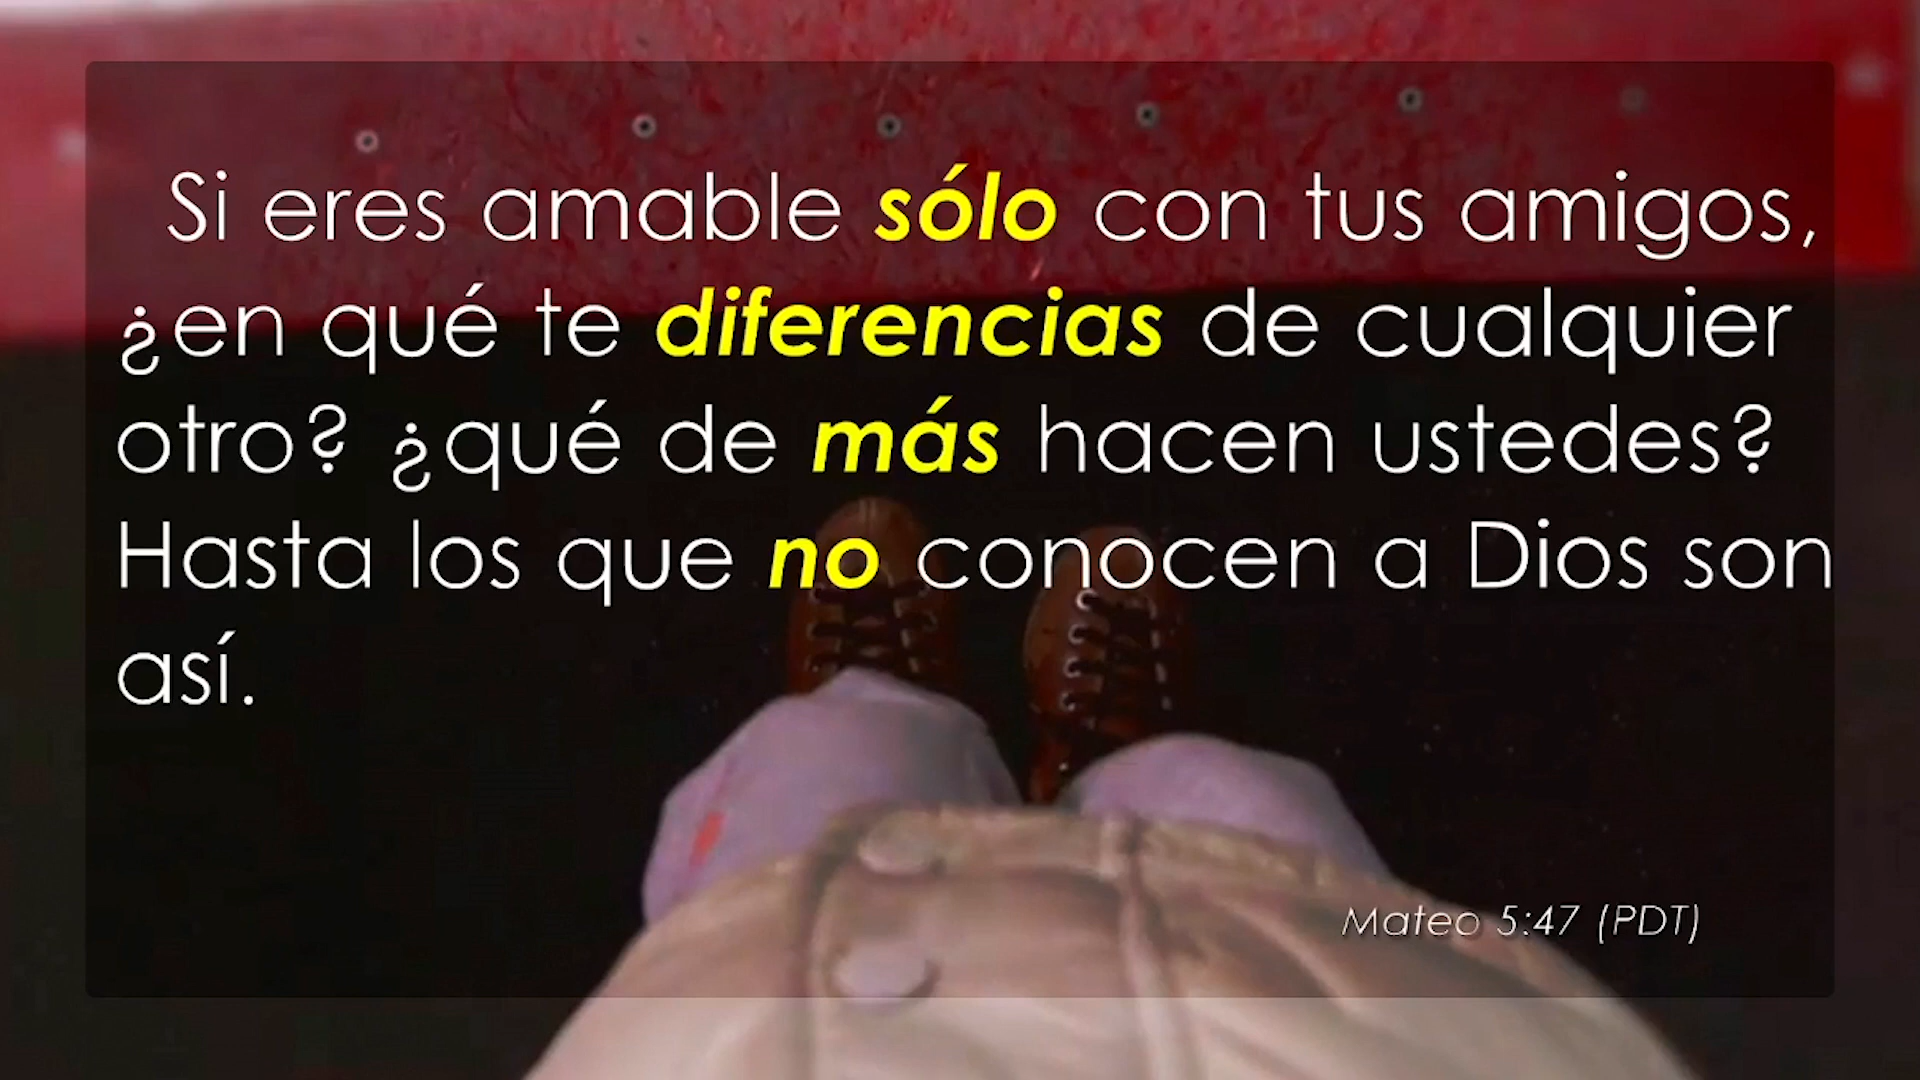 Si eres amable sólo con tus amigos,
¿en qué te diferencias de cualquier
otro? ¿qué de más hacen ustedes?
Hasta los que no conocen a Dios son
así.
Mateo 5:47 (PDT)